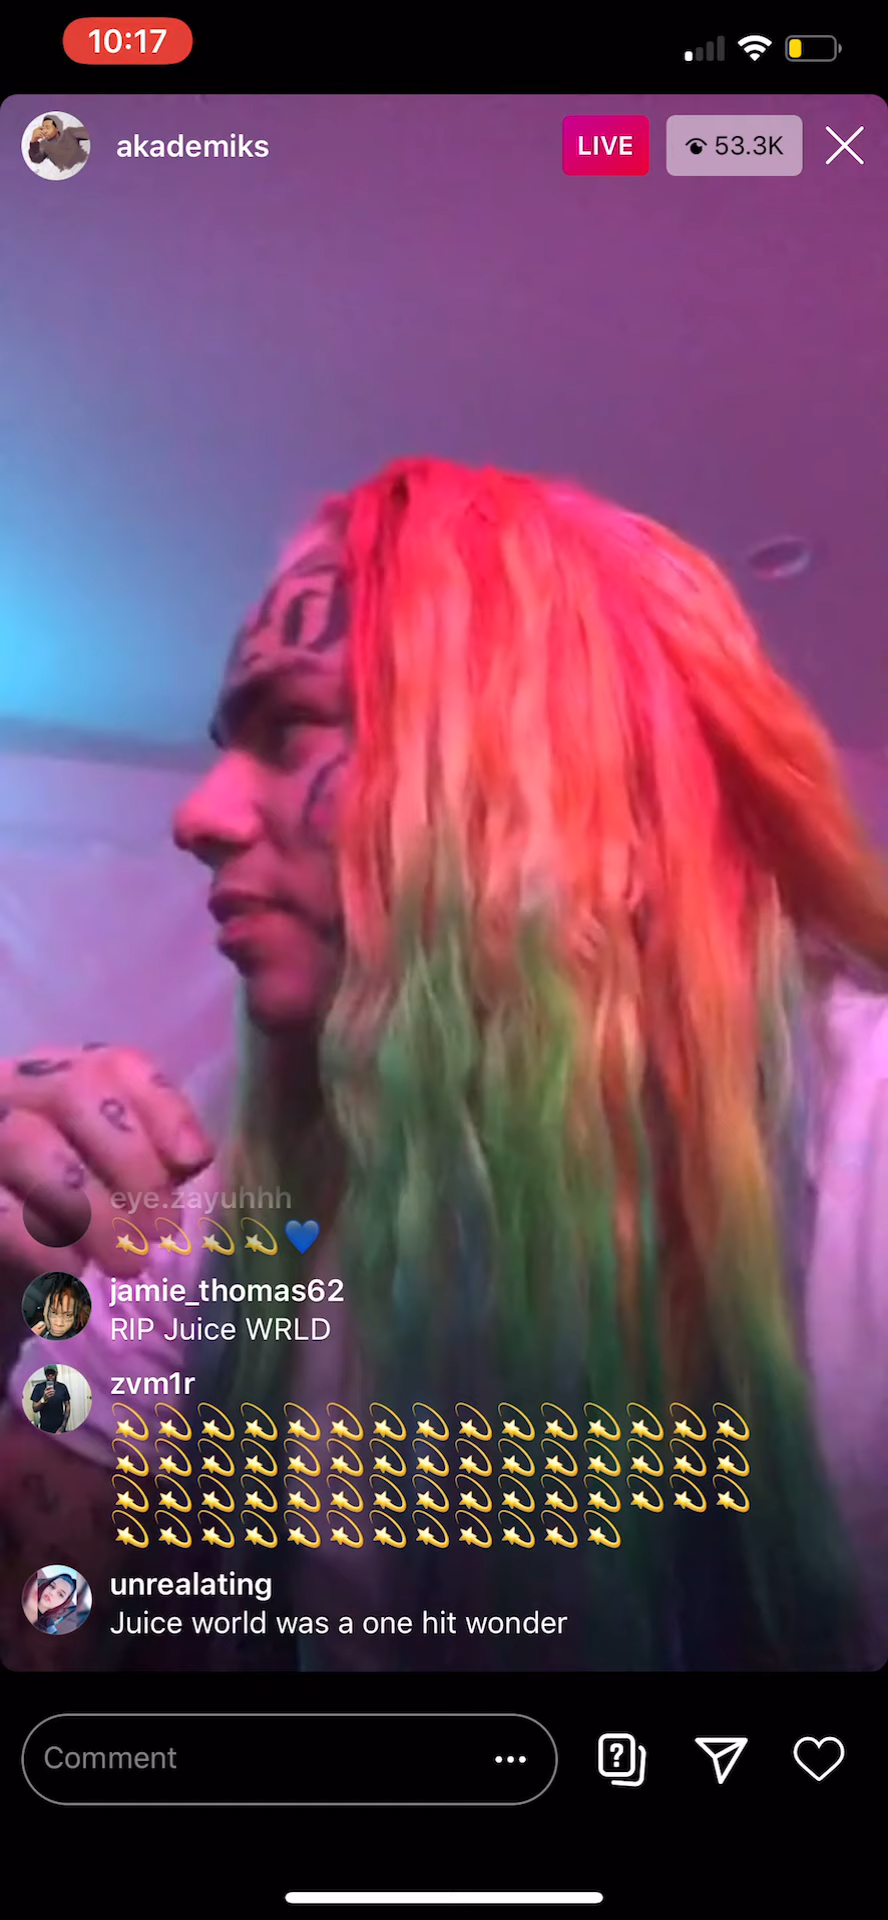 10:17
akademiks
LIVE
53.3K
eye.zayuhhh
💫💫💫💫💙
jamie_thomas62
RIP Juice WRLD
zvm1r
💫💫💫💫💫💫💫💫💫💫💫💫💫💫💫
💫💫💫💫💫💫💫💫💫💫💫💫💫💫💫
💫💫💫💫💫💫💫💫💫💫💫💫💫💫💫
💫💫💫💫💫💫💫💫💫💫💫💫
unrealating
Juice world was a one hit wonder
Comment